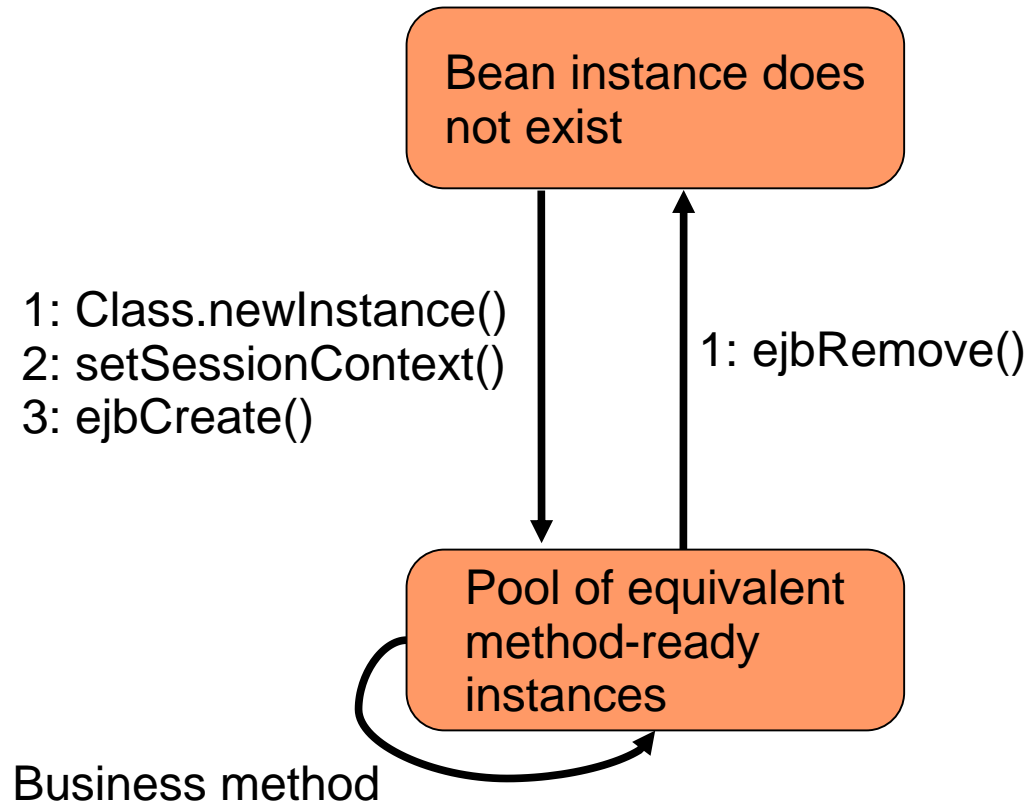 Bean instance does
not exist
1: Class.newInstance()
2: setSessionContext()
3: ejbCreate()
1: ejbRemove()
Pool of equivalent
method-ready
instances
Business method